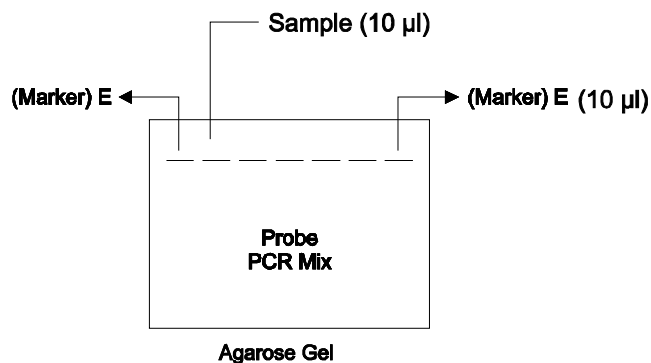 Sample (10 µl)
(Marker) E
(Marker) E (10 µl)
Probe
PCR Mix
Agarose Gel